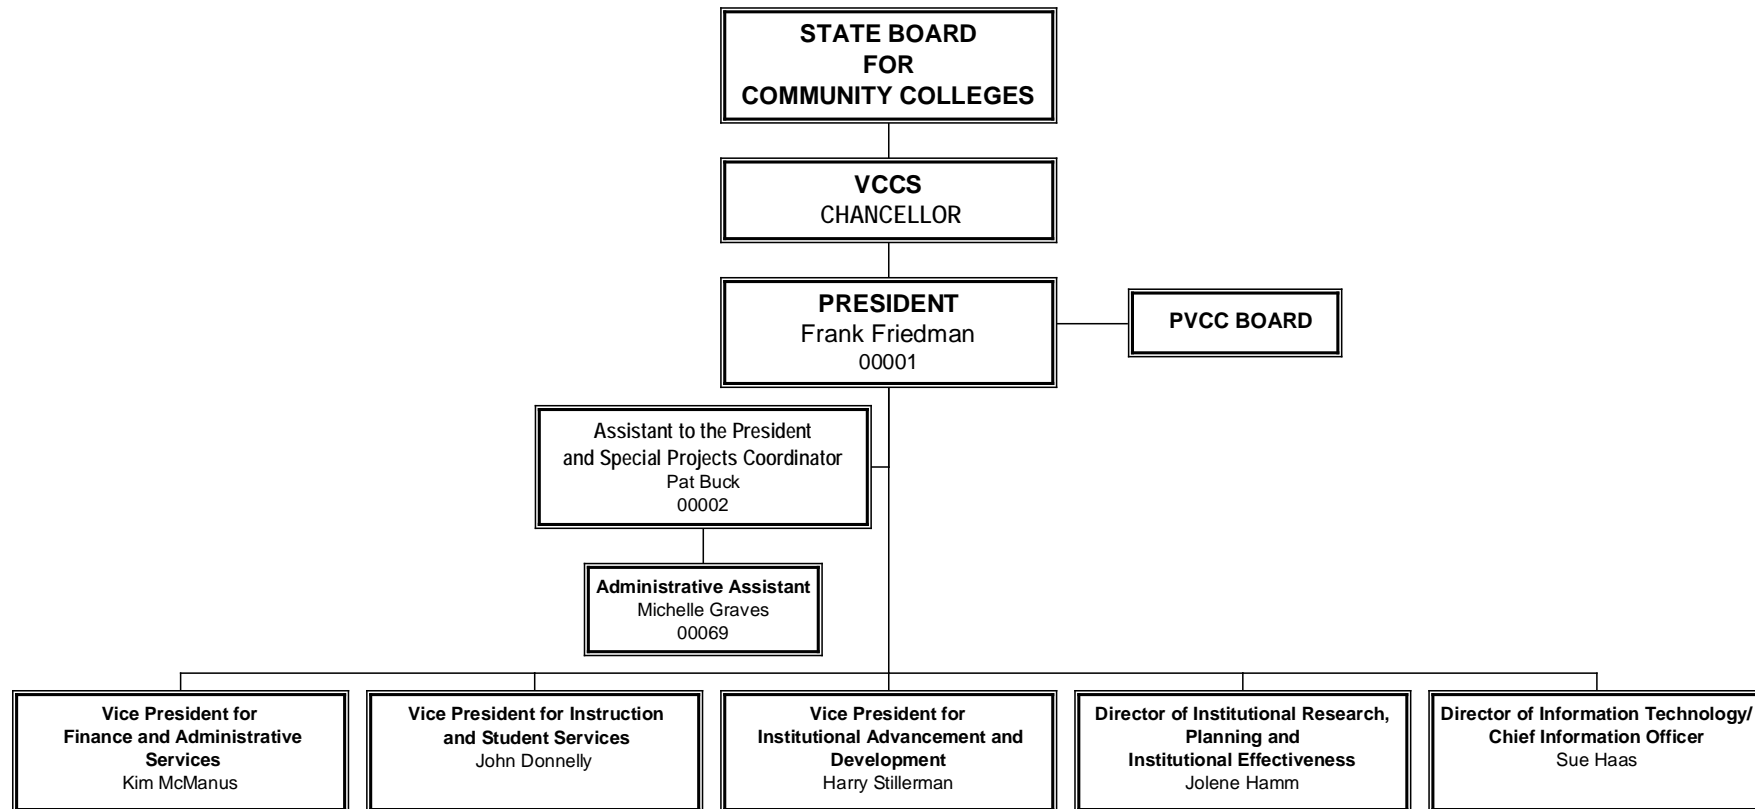 STATE BOARD
FOR
COMMUNITY COLLEGES
VCCS
CHANCELLOR
PRESIDENT
Frank Friedman
00001
PVCC BOARD
Assistant to the President
and Special Projects Coordinator
Pat Buck
00002
Administrative Assistant
Michelle Graves
00069
Vice President for
Finance and Administrative
Services
Kim McManus
Vice President for Instruction
and Student Services
John Donnelly
Vice President for
Institutional Advancement and
Development
Harry Stillerman
Director of Institutional Research,
Planning and
Institutional Effectiveness
Jolene Hamm
Director of Information Technology/
Chief Information Officer
Sue Haas